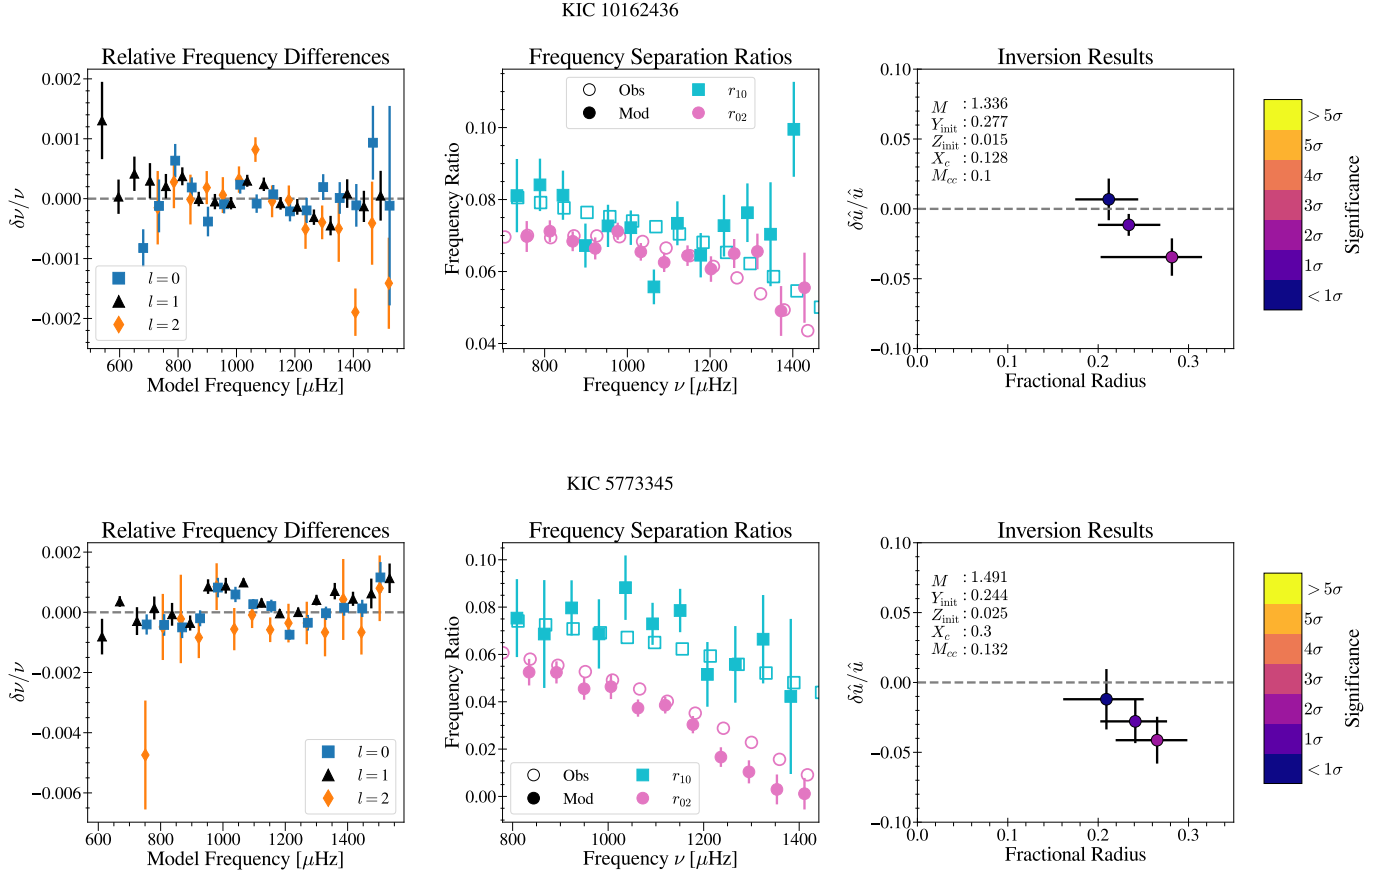 KIC 10162436
Relative Frequency Differences
0.002
0.001
0.000
−0.001
−0.002
δν/ν
l = 0
l = 1
l = 2
600
800
1000
1200
1400
Model Frequency [μHz]
Frequency Separation Ratios
Obs
Mod
r10
r02
0.10
0.08
0.06
0.04
Frequency Ratio
800
1000
1200
1400
Frequency ν [μHz]
Inversion Results
M : 1.336
Yinit : 0.277
Zinit : 0.015
Xc : 0.128
Mcc : 0.1
0.10
0.05
0.00
−0.05
−0.10
δû/û
0.0
0.1
0.2
0.3
Fractional Radius
> 5σ
5σ
4σ
3σ
2σ
1σ
< 1σ
Significance
KIC 5773345
Relative Frequency Differences
0.002
0.000
−0.002
−0.004
−0.006
δν/ν
l = 0
l = 1
l = 2
600
800
1000
1200
1400
Model Frequency [μHz]
Frequency Separation Ratios
0.10
0.08
0.06
0.04
0.02
0.00
Frequency Ratio
Obs
Mod
r10
r02
800
1000
1200
1400
Frequency ν [μHz]
Inversion Results
M : 1.491
Yinit : 0.244
Zinit : 0.025
Xc : 0.3
Mcc : 0.132
0.10
0.05
0.00
−0.05
−0.10
δû/û
0.0
0.1
0.2
0.3
Fractional Radius
> 5σ
5σ
4σ
3σ
2σ
1σ
< 1σ
Significance